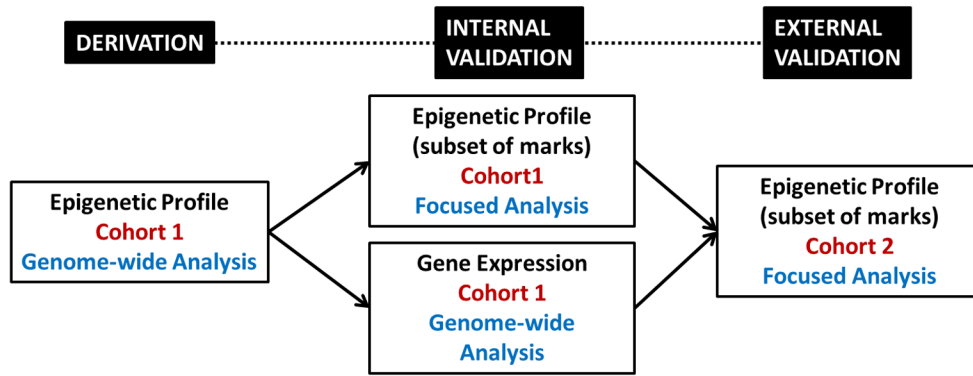 DERIVATION
INTERNAL
VALIDATION
EXTERNAL
VALIDATION
Epigenetic Profile
Cohort 1
Genome-wide Analysis
Epigenetic Profile
(subset of marks)
Cohort1
Focused Analysis
Gene Expression
Cohort 1
Genome-wide
Analysis
Epigenetic Profile
(subset of marks)
Cohort 2
Focused Analysis